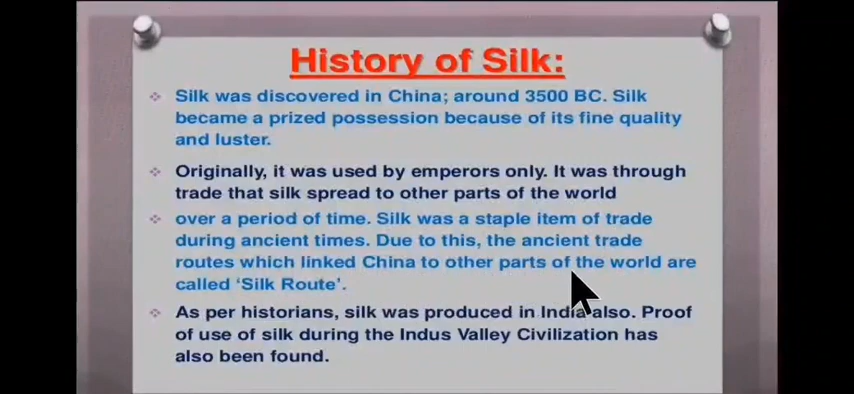 History of Silk:
❖ Silk was discovered in China; around 3500 BC. Silk
became a prized possession because of its fine quality
and luster.
❖ Originally, it was used by emperors only. It was through
trade that silk spread to other parts of the world
❖ over a period of time. Silk was a staple item of trade
during ancient times. Due to this, the ancient trade
routes which linked China to other parts of the world are
called ‘Silk Route’.
❖ As per historians, silk was produced in India also. Proof
of use of silk during the Indus Valley Civilization has
also been found.